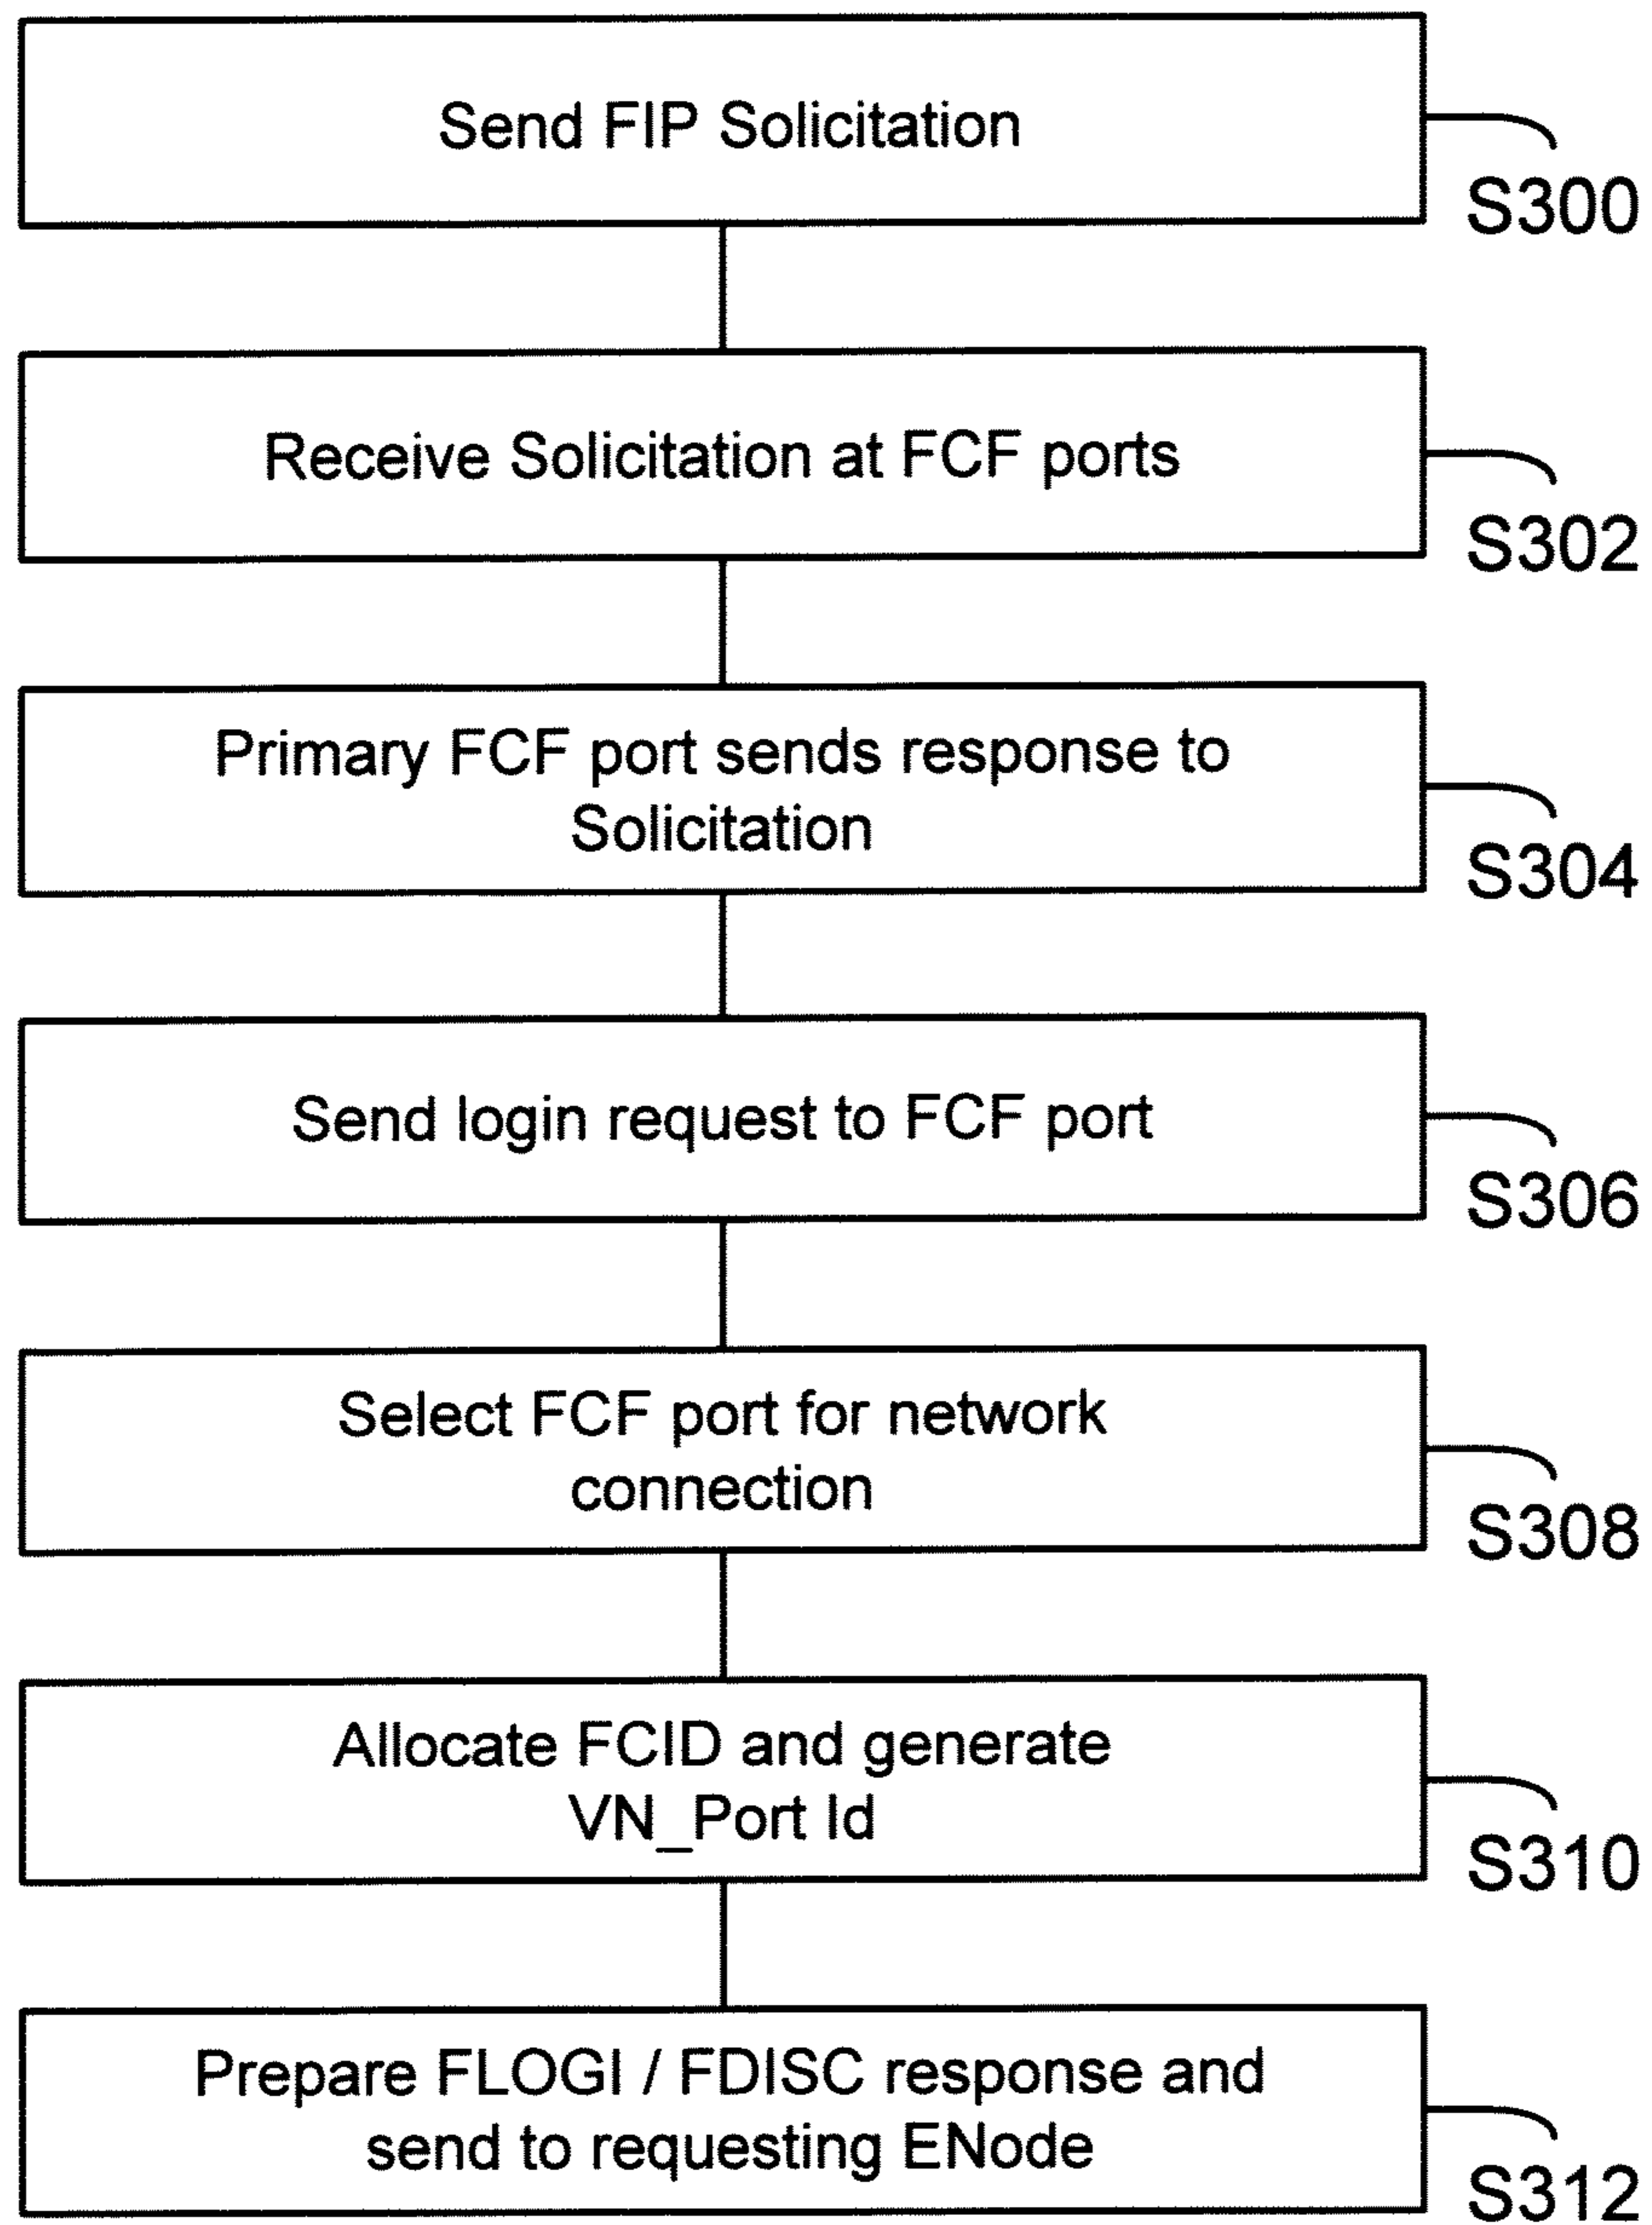 Send FIP Solicitation
S300
Receive Solicitation at FCF ports
S302
Primary FCF port sends response to
Solicitation
S304
Send login request to FCF port
S306
Select FCF port for network
connection
S308
Allocate FCID and generate
VN_Port Id
S310
Prepare FLOGI / FDISC response and
send to requesting ENode
S312